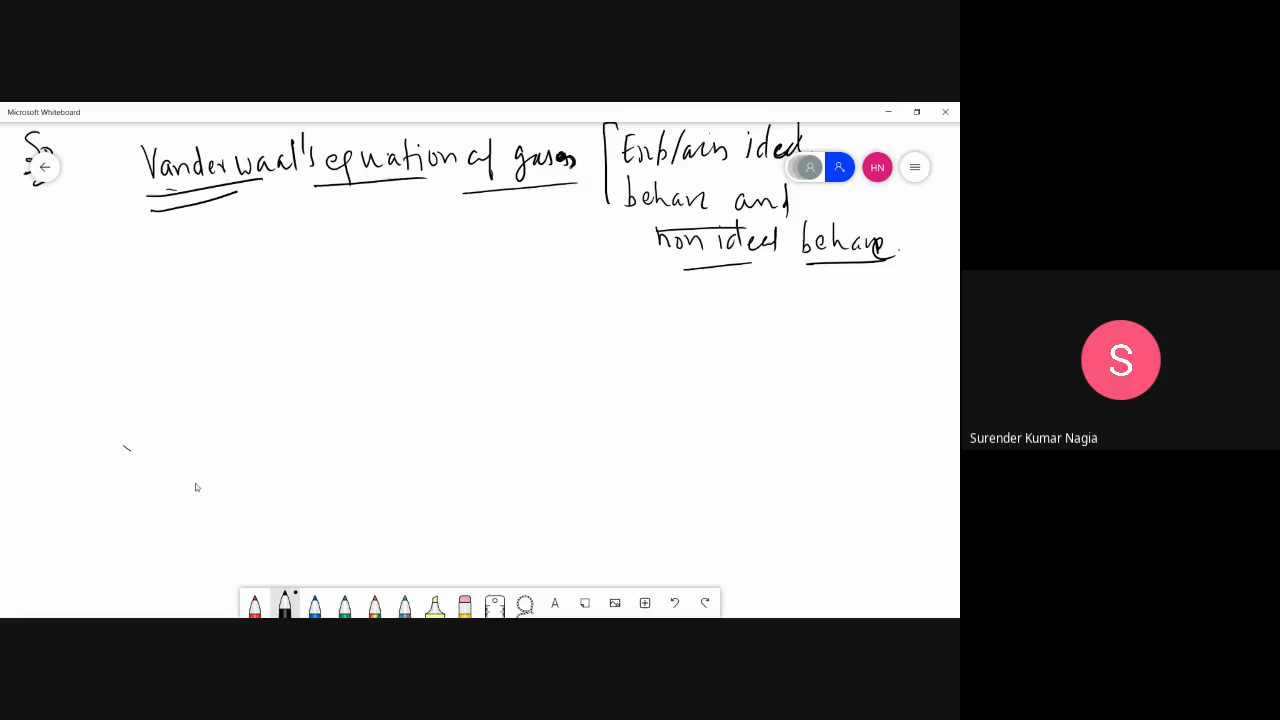 Microsoft Whiteboard
Vanderwaal's equation of gases
Explain ideal
behave and
non ideal behave.
HN
A
S
Surender Kumar Nagia